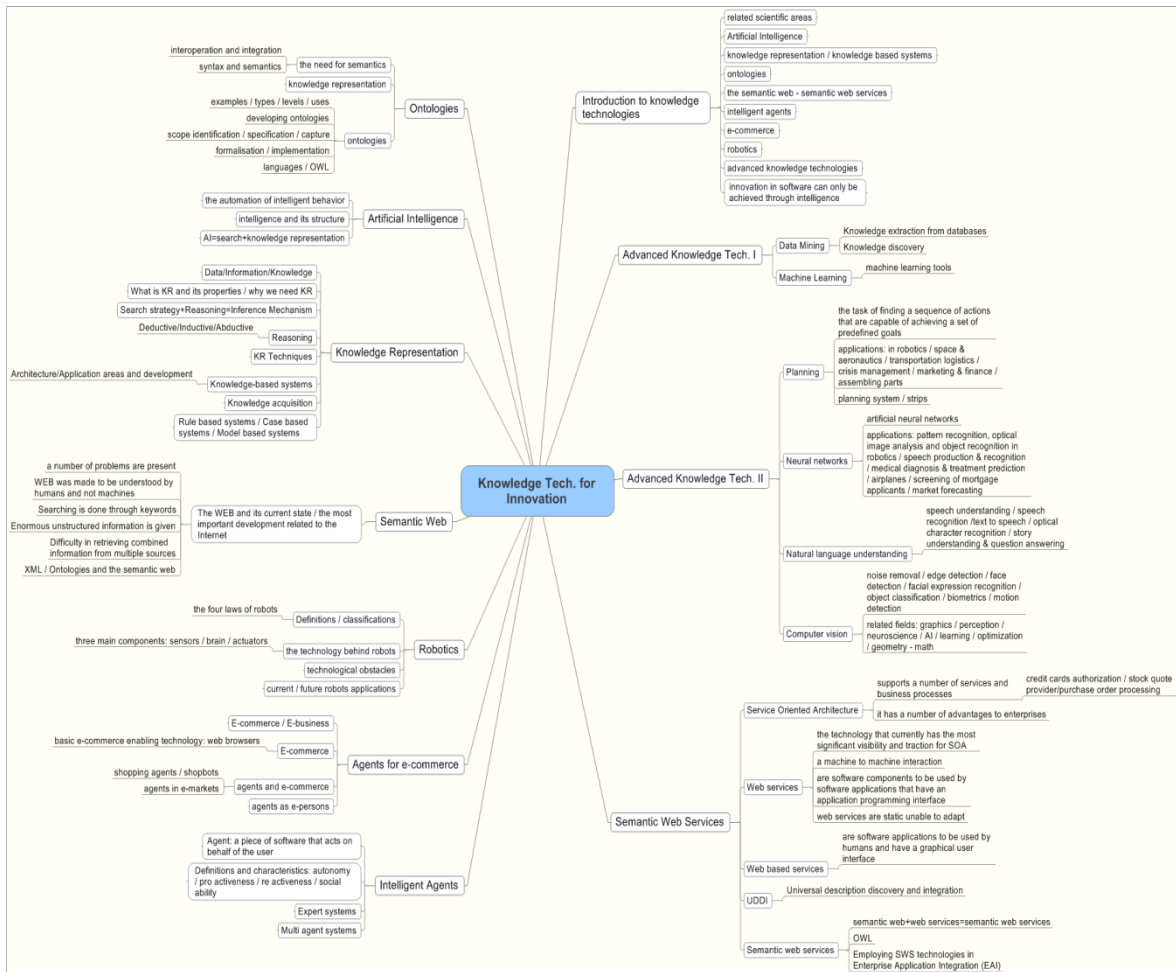 Knowledge Tech. for
Innovation
Introduction to knowledge
technologies
related scientific areas
Artificial Intelligence
knowledge representation / knowledge based systems
ontologies
the semantic web - semantic web services
intelligent agents
e-commerce
robotics
advanced knowledge technologies
innovation in software can only be
achieved through intelligence
Advanced Knowledge Tech. I
Data Mining
Knowledge extraction from databases
Knowledge discovery
Machine Learning
machine learning tools
Advanced Knowledge Tech. II
Planning
the task of finding a sequence of actions
that are capable of achieving a set of
predefined goals
applications: in robotics / space &
aeronautics / transportation logistics /
crisis management / marketing & finance /
assembling parts
planning system / strips
Neural networks
artificial neural networks
applications: pattern recognition, optical
image analysis and object recognition in
robotics / speech production & recognition
/ medical diagnosis & treatment prediction
/ airplanes / screening of mortgage
applicants / market forecasting
Natural language understanding
speech understanding / speech
recognition /text to speech / optical
character recognition / story
understanding & question answering
Computer vision
noise removal / edge detection / face
detection / facial expression recognition /
object classification / biometrics / motion
detection
related fields: graphics / perception /
neuroscience / AI / learning / optimization
/ geometry - math
Semantic Web Services
Service Oriented Architecture
supports a number of services and
business processes
credit cards authorization / stock quote
provider/purchase order processing
it has a number of advantages to enterprises
Web services
the technology that currently has the most
significant visibility and traction for SOA
a machine to machine interaction
are software components to be used by
software applications that have an
application programming interface
web services are static unable to adapt
Web based services
are software applications to be used by
humans and have a graphical user
interface
UDDI
Universal description discovery and integration
Semantic web services
semantic web+web services=semantic web services
OWL
Employing SWS technologies in
Enterprise Application Integration (EAI)
Ontologies
the need for semantics
interoperation and integration
syntax and semantics
knowledge representation
ontologies
examples / types / levels / uses
developing ontologies
scope identification / specification / capture
formalisation / implementation
languages / OWL
Artificial Intelligence
the automation of intelligent behavior
intelligence and its structure
AI=search+knowledge representation
Knowledge Representation
Data/Information/Knowledge
What is KR and its properties / why we need KR
Search strategy+Reasoning=Inference Mechanism
Reasoning
Deductive/Inductive/Abductive
KR Techniques
Knowledge-based systems
Architecture/Application areas and development
Knowledge acquisition
Rule based systems / Case based
systems / Model based systems
Semantic Web
The WEB and its current state / the most
important development related to the
Internet
a number of problems are present
WEB was made to be understood by
humans and not machines
Searching is done through keywords
Enormous unstructured information is given
Difficulty in retrieving combined
information from multiple sources
XML / Ontologies and the semantic web
Robotics
Definitions / classifications
the four laws of robots
the technology behind robots
three main components: sensors / brain / actuators
technological obstacles
current / future robots applications
Agents for e-commerce
E-commerce / E-business
E-commerce
basic e-commerce enabling technology: web browsers
agents and e-commerce
shopping agents / shopbots
agents in e-markets
agents as e-persons
Intelligent Agents
Agent: a piece of software that acts on
behalf of the user
Definitions and characteristics: autonomy
/ pro activeness / re activeness / social
ability
Expert systems
Multi agent systems